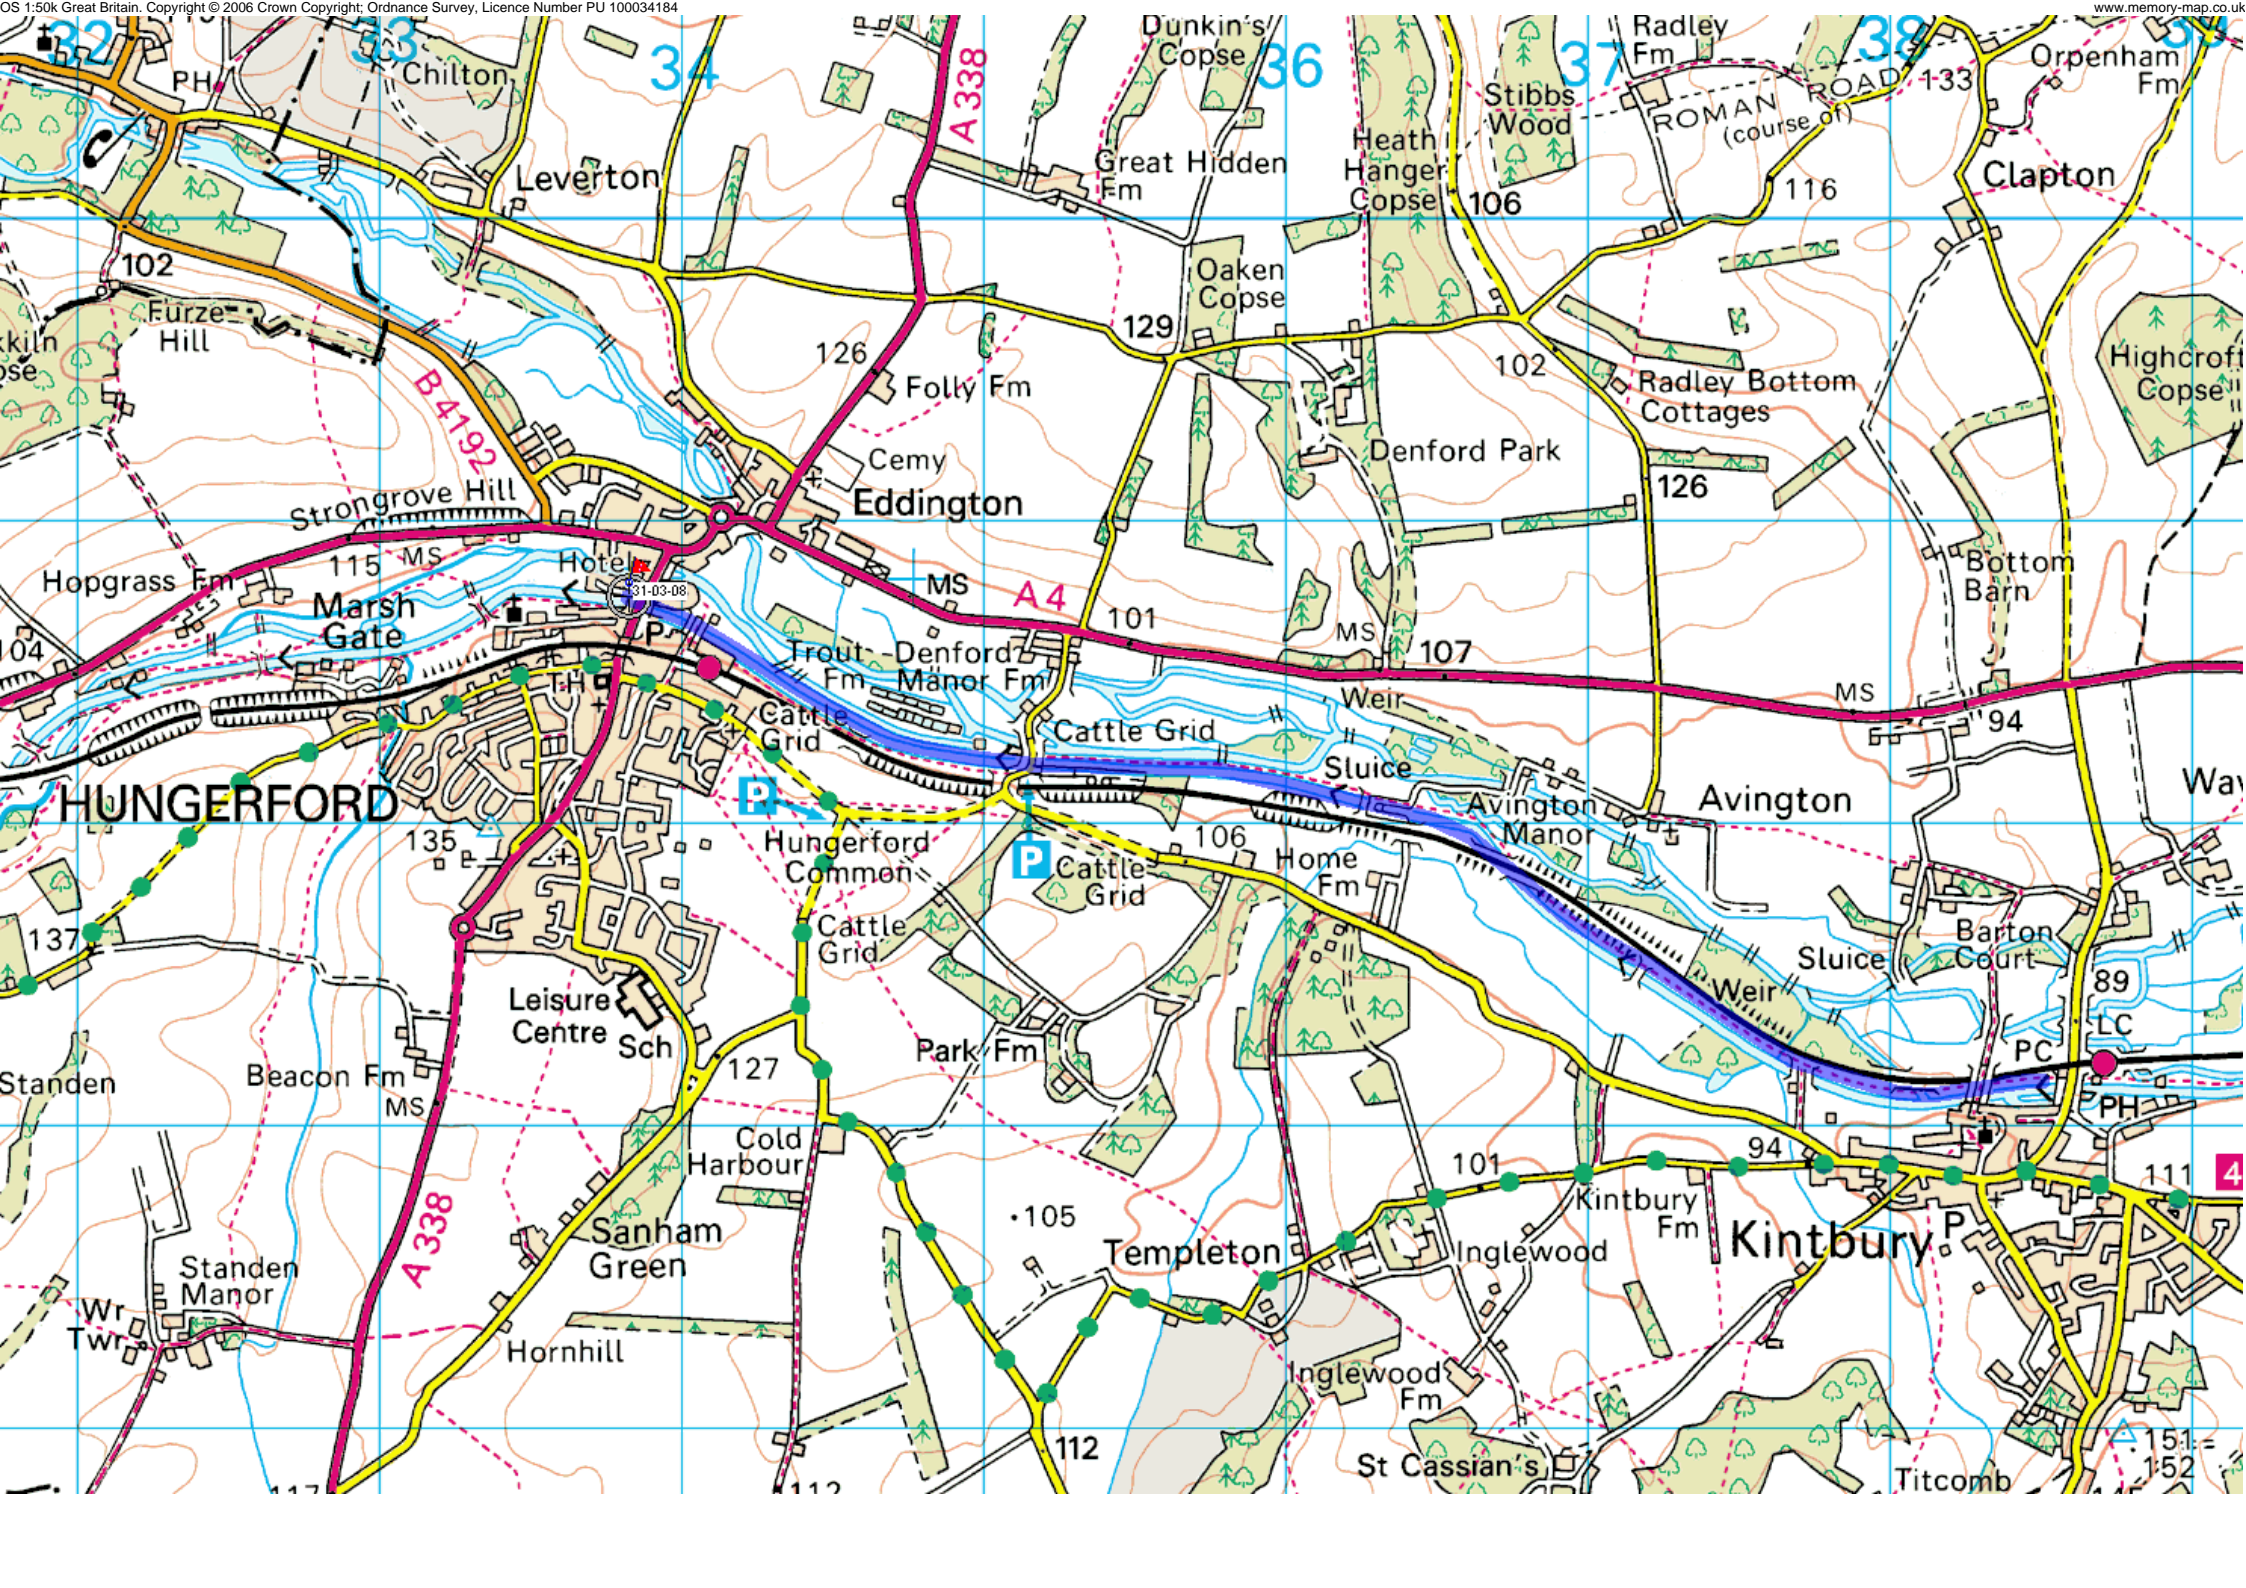 OS 1:50k Great Britain. Copyright © 2006 Crown Copyright; Ordnance Survey, Licence Number PU 100034184
www.memory-map.co.uk
32
33
34
36
37
38
39
PH
Chilton
A 338
Dunkin's
Copse
Radley
Fm
Orpenham
Fm
Stibbs
Wood
ROMAN ROAD
(course of)
133
Heath
Hanger
Copse
106
Great Hidden
Fm
Leverton
116
Clapton
102
Furze
Hill
Oaken
Copse
129
126
Folly Fm
102
Radley Bottom
Cottages
Highcroft
Copse
B 4192
Denford Park
Cemy
Eddington
126
Strongrove Hill
115
MS
Hotel
Hopgrass Fm
MS
A 4
101
Bottom
Barn
31-03-08
Marsh
Gate
104
P
MS
107
Trout
Fm
Denford
Manor Fm
TH
Weir
MS
94
Cattle
Grid
Cattle Grid
Sluice
HUNGERFORD
P
Avington
Manor
Avington
135
Hungerford
Common
P
Cattle
Grid
106
Home
Fm
137
Cattle
Grid
Barton
Court
Sluice
89
Weir
Leisure
Centre
Sch
LC
PC
Park Fm
127
Standen
Beacon Fm
MS
PH
Cold
Harbour
94
101
111
4
Kintbury
Fm
Kintbury
P
105
Sanham
Green
Templeton
Inglewood
A 338
Standen
Manor
Wr
Twr
Hornhill
Inglewood
Fm
112
St Cassian's
151
152
Titcomb
117
112